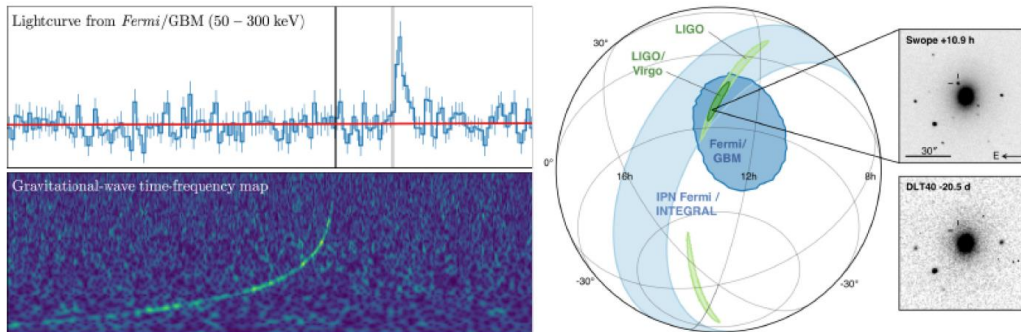 Lightcurve from Fermi/GBM (50 – 300 keV)
Gravitational-wave time-frequency map
30°
LIGO
LIGO/
Virgo
Fermi/
GBM
0°
16h
12h
8h
IPN Fermi /
INTEGRAL
-30°
-30°
Swope +10.9 h
30"
E
DLT40 -20.5 d